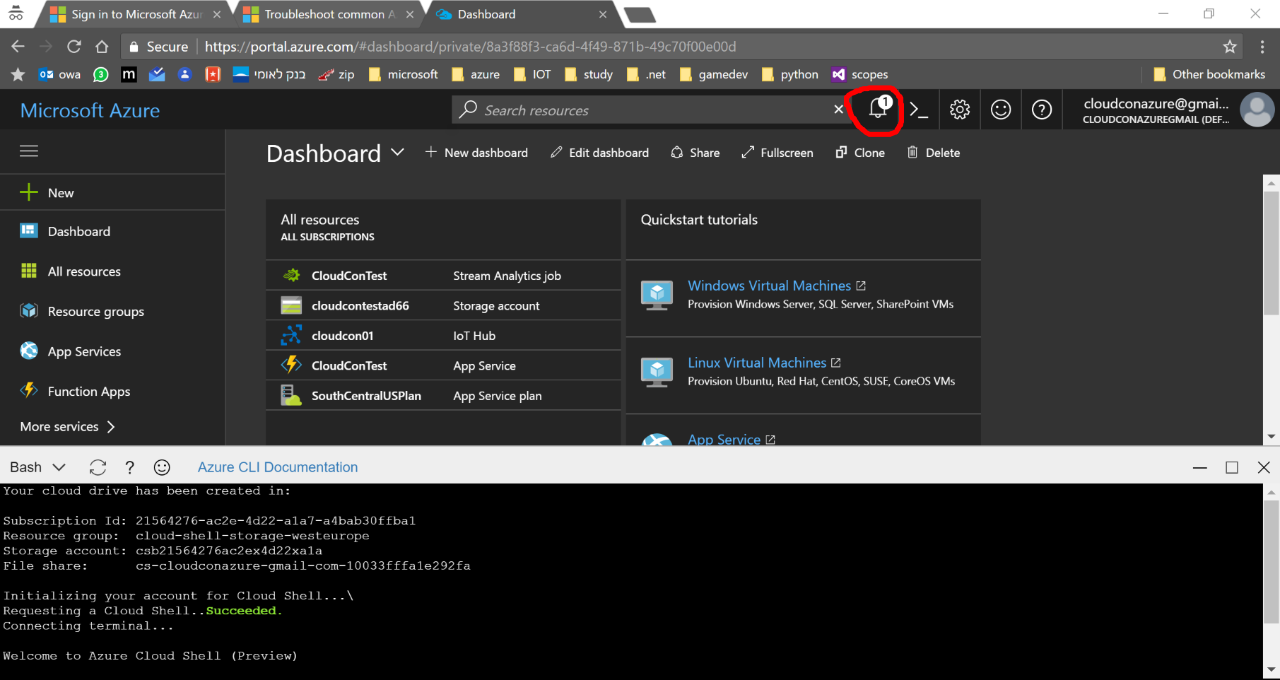 Sign in to Microsoft Azur
Troubleshoot common A
Dashboard
Secure
https://portal.azure.com/#dashboard/private/8a3f88f3-ca6d-4f49-871b-49c70f00e00d
owa
m
בנק לאומי
zip
microsoft
azure
IOT
study
.net
gamedev
python
scopes
Other bookmarks
Microsoft Azure
Search resources
1
cloudconazure@gmai...
CLOUDCONAZUREGMAIL (DEF...
Dashboard
New dashboard
Edit dashboard
Share
Fullscreen
Clone
Delete
New
Dashboard
All resources
Resource groups
App Services
Function Apps
More services
All resources
ALL SUBSCRIPTIONS
CloudConTest Stream Analytics job
cloudcontestad66 Storage account
cloudcon01 IoT Hub
CloudConTest App Service
SouthCentralUSPlan App Service plan
Quickstart tutorials
Windows Virtual Machines
Provision Windows Server, SQL Server, SharePoint VMs
Linux Virtual Machines
Provision Ubuntu, Red Hat, CentOS, SUSE, CoreOS VMs
App Service
Bash
?
Azure CLI Documentation
Your cloud drive has been created in:
Subscription Id: 21564276-ac2e-4d22-a1a7-a4bab30ffba1
Resource group: cloud-shell-storage-westeurope
Storage account: csb21564276ac2ex4d22xa1a
File share: cs-cloudconazure-gmail-com-10033fffa1e292fa
Initializing your account for Cloud Shell...\
Requesting a Cloud Shell..Succeeded.
Connecting terminal...
Welcome to Azure Cloud Shell (Preview)